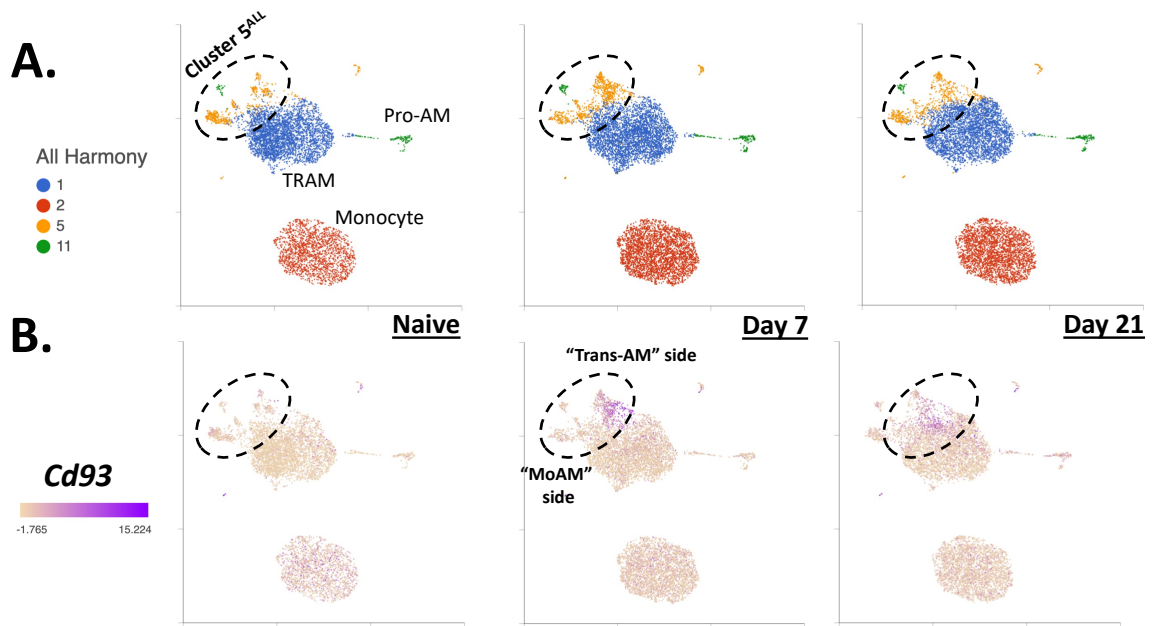 A.
Cluster 5ᴬᴸᴸ
Pro-AM
All Harmony
1
2
5
11
TRAM
Monocyte
B.
Naive
Day 7
Day 21
“Trans-AM” side
“MoAM”
side
Cd93
-1.765
15.224